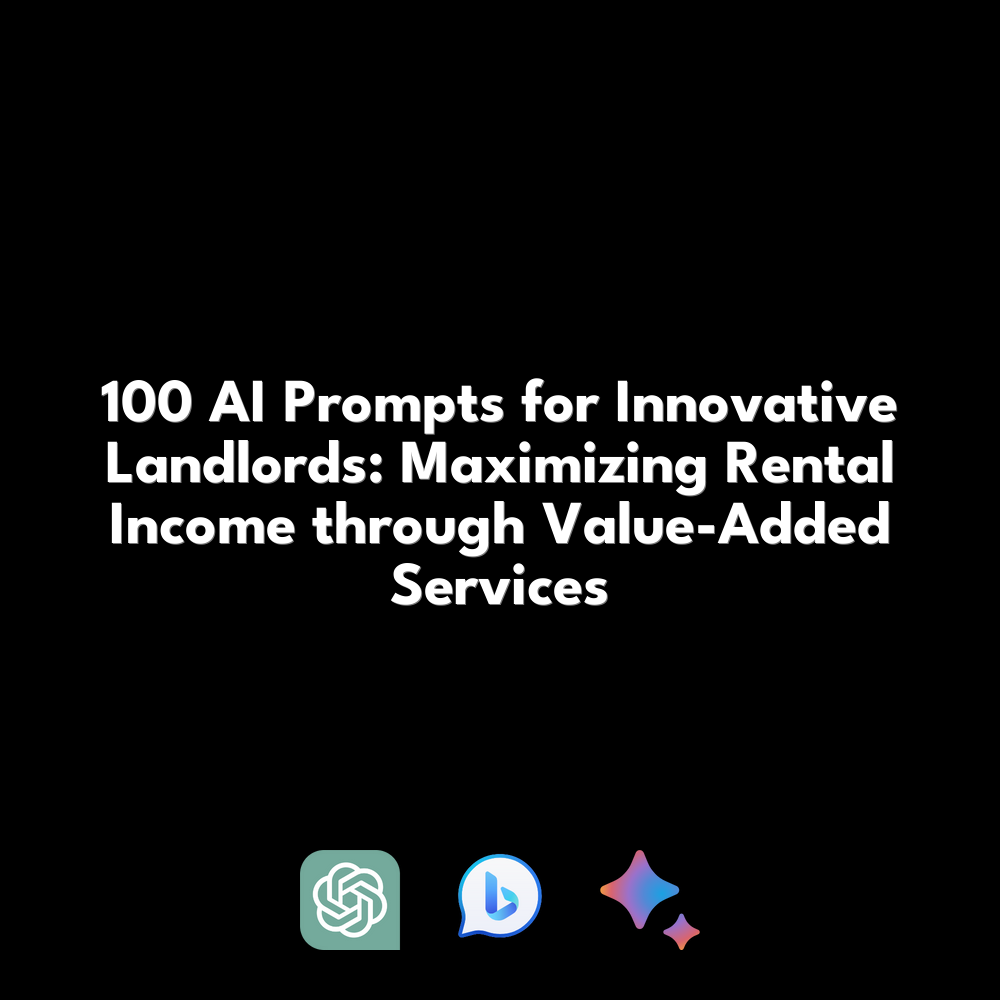 100 AI Prompts for Innovative
Landlords: Maximizing Rental
Income through Value-Added
Services